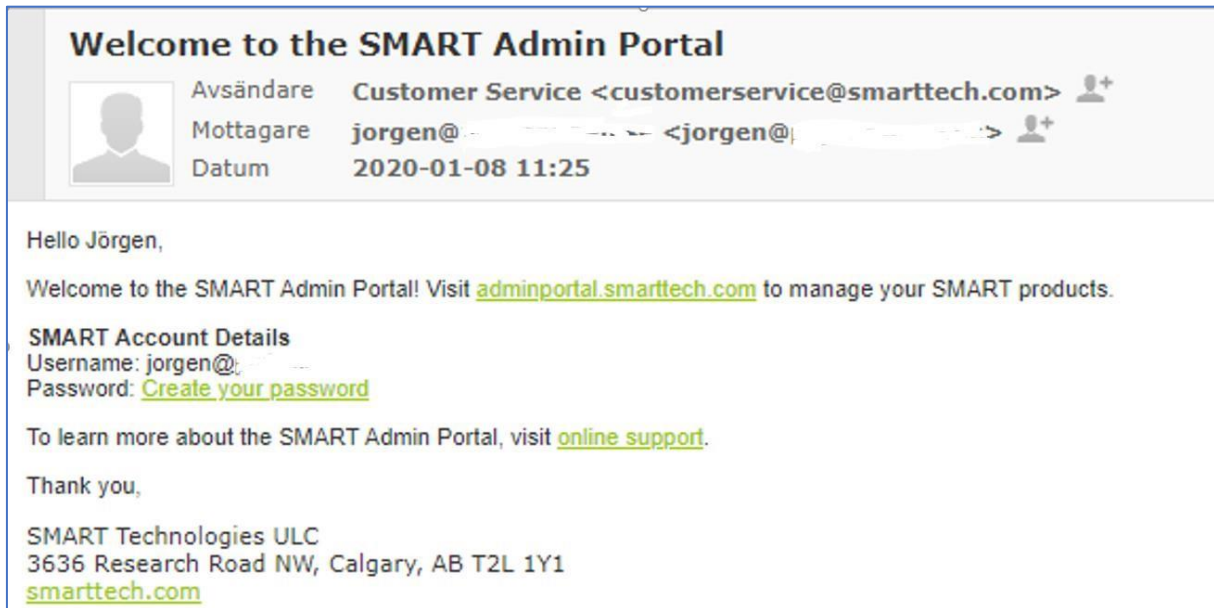 Welcome to the SMART Admin Portal
Avsändare Customer Service <customerservice@smarttech.com>
Mottagare jorgen@ <jorgen@ >
Datum 2020-01-08 11:25
Hello Jörgen,
Welcome to the SMART Admin Portal! Visit adminportal.smarttech.com to manage your SMART products.
SMART Account Details
Username: jorgen@
Password: Create your password
To learn more about the SMART Admin Portal, visit online support.
Thank you,
SMART Technologies ULC
3636 Research Road NW, Calgary, AB T2L 1Y1
smarttech.com